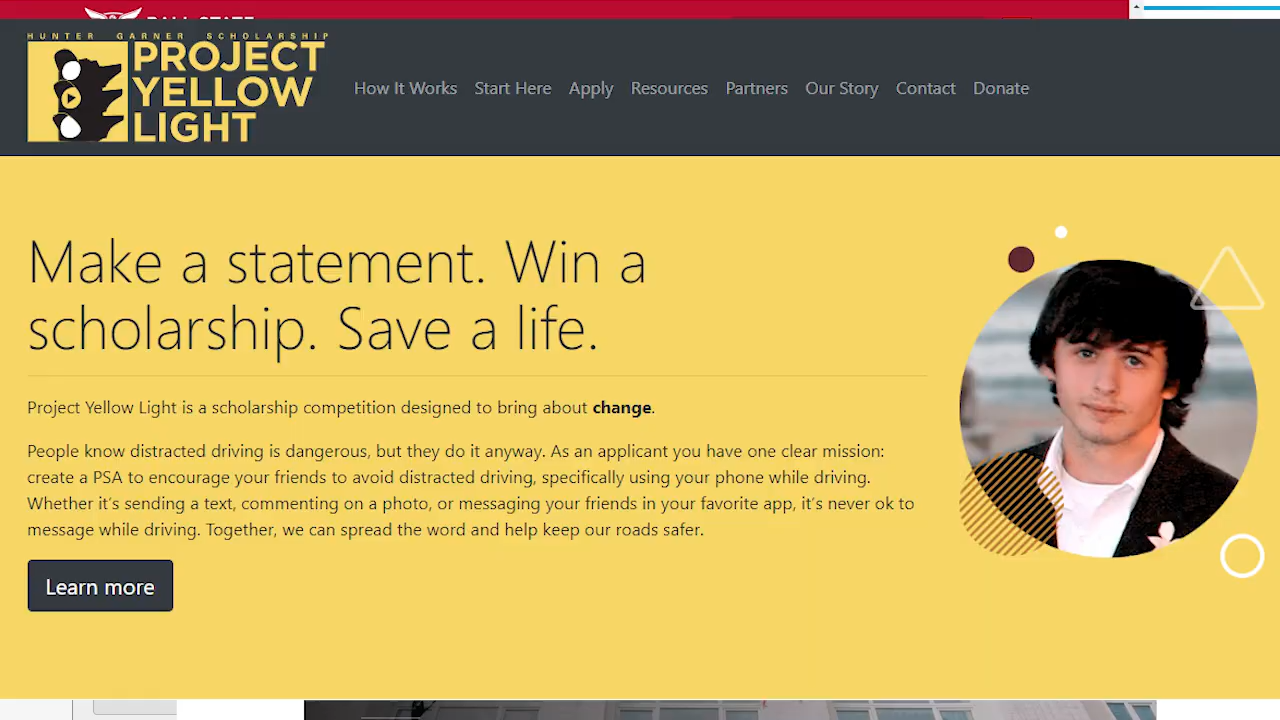 HUNTER GARNER SCHOLARSHIP
PROJECT
YELLOW
LIGHT
How It Works Start Here Apply Resources Partners Our Story Contact Donate
Make a statement. Win a
scholarship. Save a life.
Project Yellow Light is a scholarship competition designed to bring about change.
People know distracted driving is dangerous, but they do it anyway. As an applicant you have one clear mission:
create a PSA to encourage your friends to avoid distracted driving, specifically using your phone while driving.
Whether it's sending a text, commenting on a photo, or messaging your friends in your favorite app, it's never ok to
message while driving. Together, we can spread the word and help keep our roads safer.
Learn more